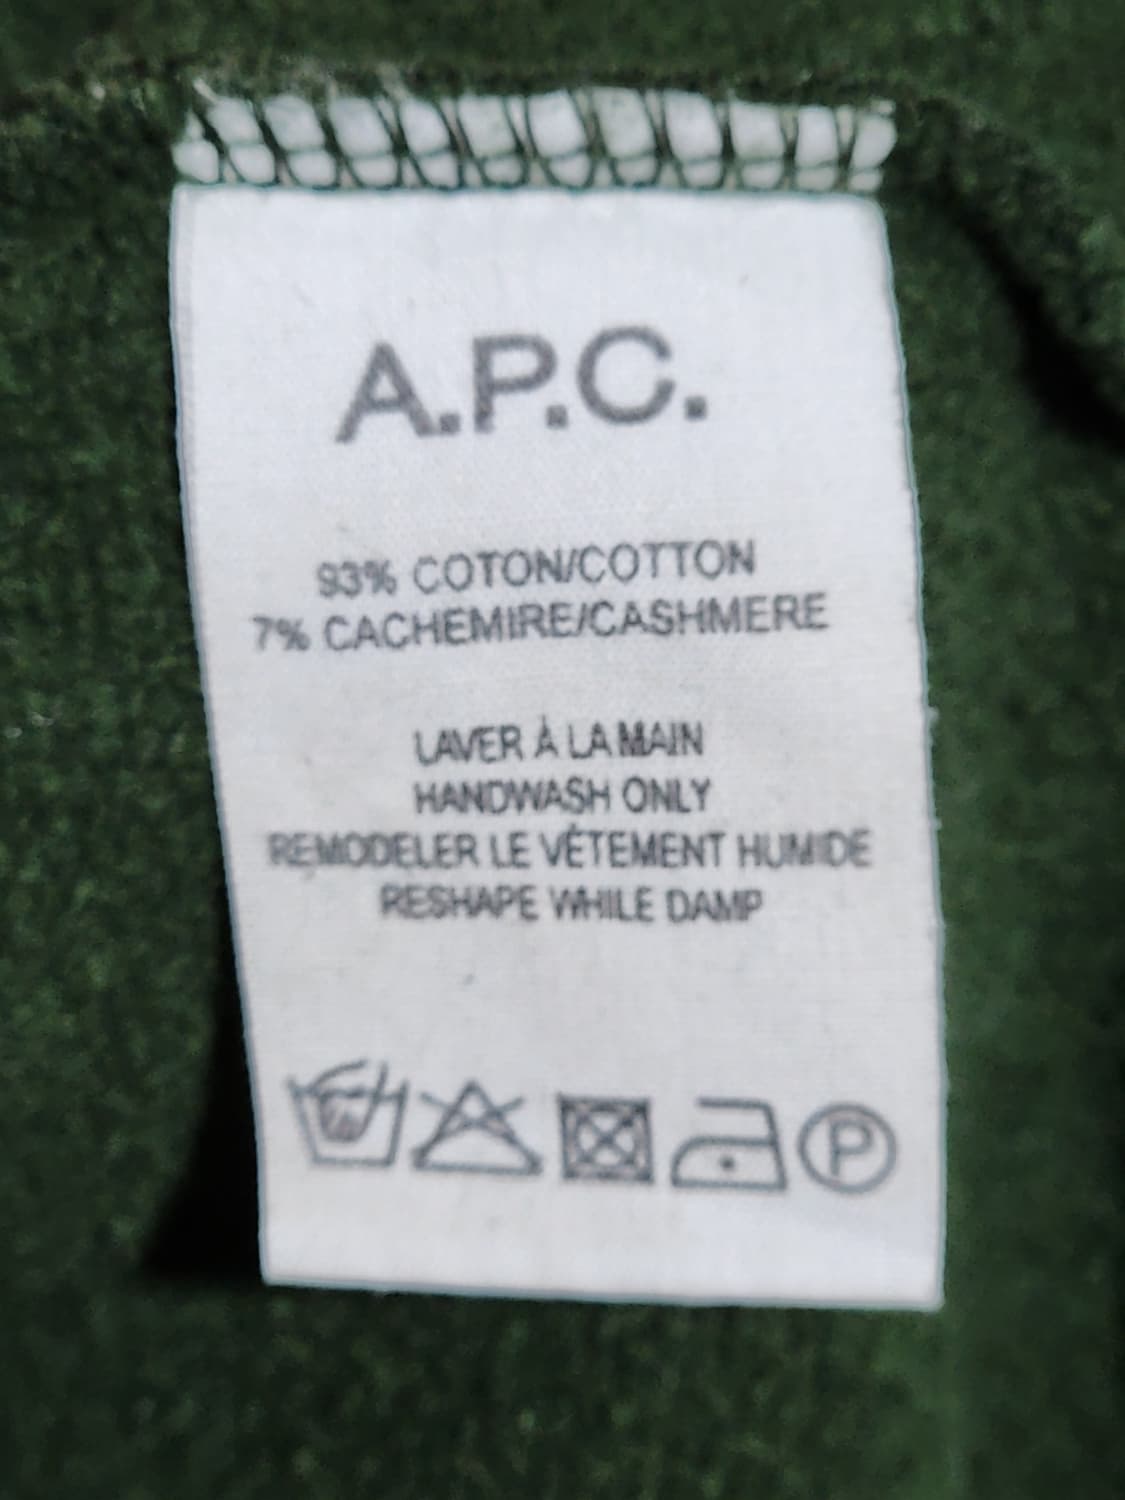 A.P.C.
93% COTON/COTTON
7% CACHEMIRE/CASHMERE
LAVER À LA MAIN
HANDWASH ONLY
REMODELER LE VÊTEMENT HUMIDE
RESHAPE WHILE DAMP
P